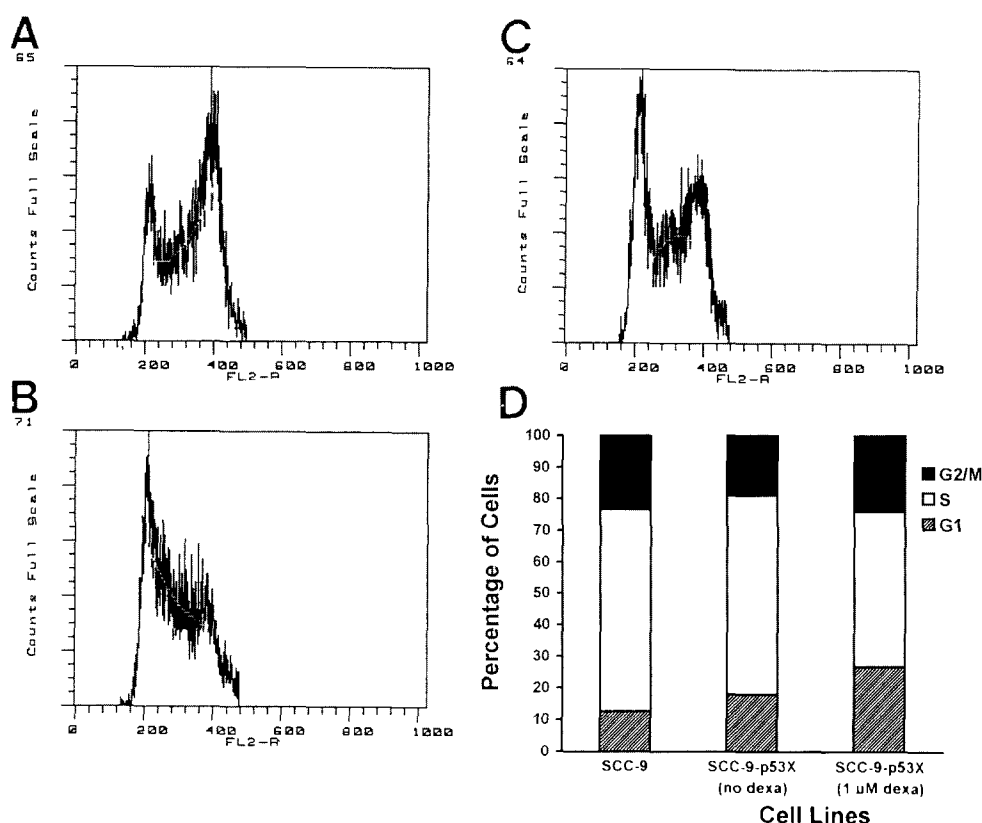 A
65
Counts Full Scale
0 200 400 600 800 1000
FL2-A
B
71
Counts Full Scale
0 200 400 600 800 1000
FL2-A
C
64
Counts Full Scale
0 200 400 600 800 1000
FL2-A
D
Percentage of Cells
100
90
80
70
60
50
40
30
20
10
0
G2/M
S
G1
SCC-9 SCC-9-p53X SCC-9-p53X
(no dexa) (1 µM dexa)
Cell Lines